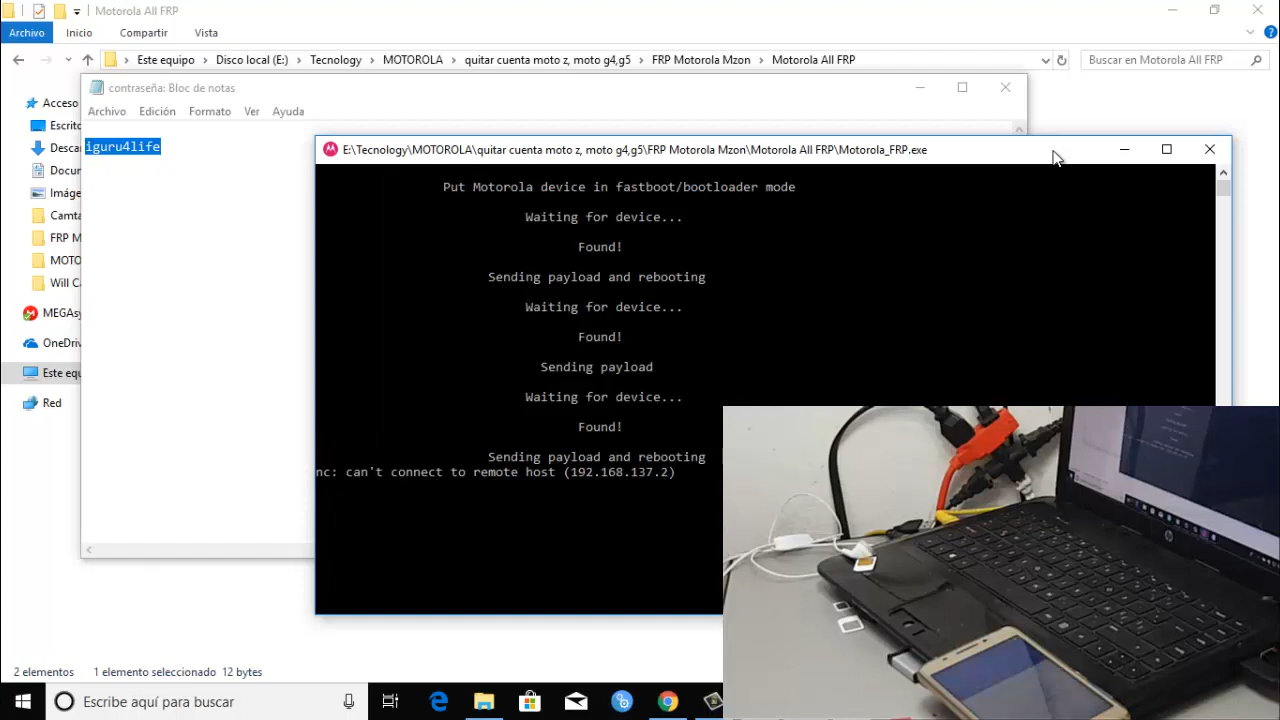 Motorola All FRP
Archivo Inicio Compartir Vista
Este equipo Disco local (E:) Tecnology MOTOROLA quitar cuenta moto z, moto g4,g5 FRP Motorola Mzon Motorola All FRP
Buscar en Motorola All FRP
contraseña: Bloc de notas
Archivo Edición Formato Ver Ayuda
iguru4life
Acceso
Escrito
Desca
Docun
Imáge
Camta
FRP M
MOTO
Will Ca
MEGAsy
OneDriv
Este equ
Red
E:\Tecnology\MOTOROLA\quitar cuenta moto z, moto g4,g5\FRP Motorola Mzon\Motorola All FRP\Motorola_FRP.exe
Put Motorola device in fastboot/bootloader mode
Waiting for device...
Found!
Sending payload and rebooting
Waiting for device...
Found!
Sending payload
Waiting for device...
Found!
Sending payload and rebooting
nc: can't connect to remote host (192.168.137.2)
2 elementos 1 elemento seleccionado 12 bytes
Escribe aquí para buscar